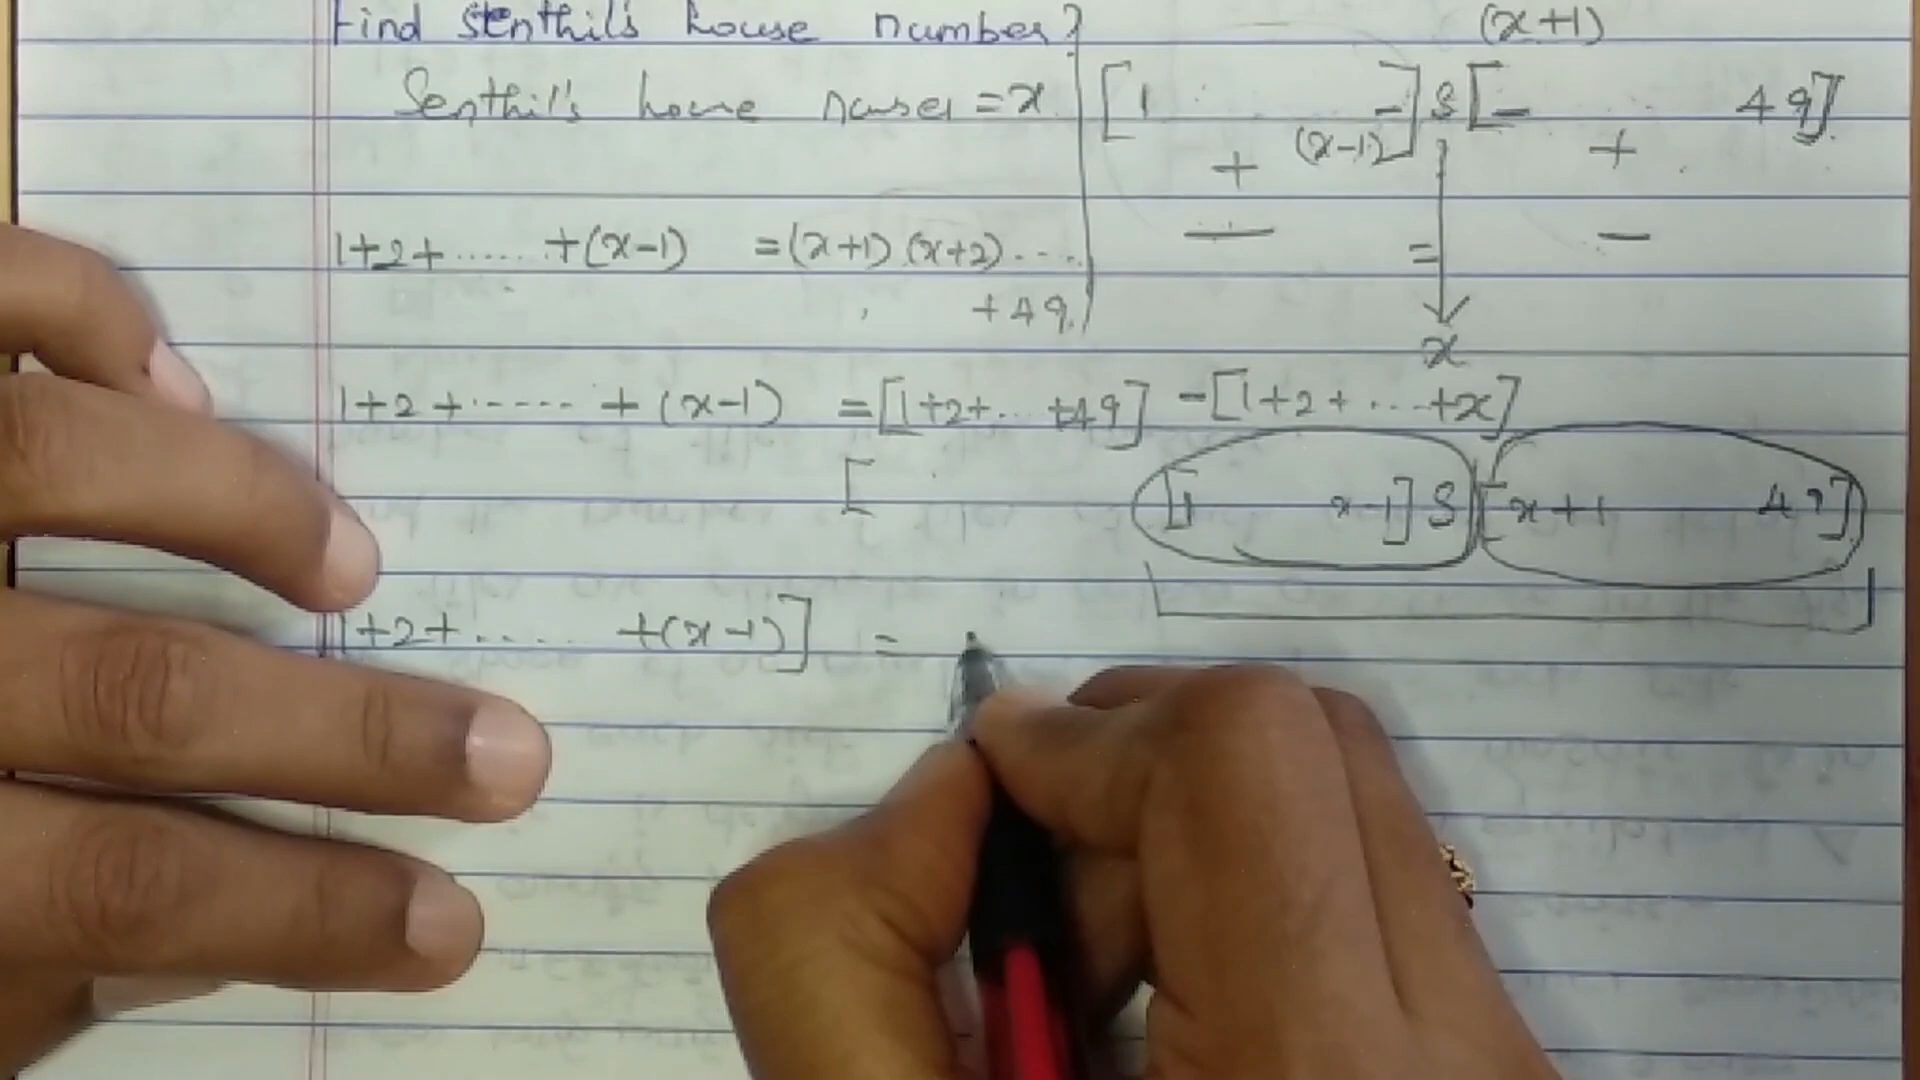 Find Senthil's house number?
(x+1)
Senthil's house number = x
[1 ... -] S [- ... 49]
(x-1)
+ +
1+2+...... +(x-1) =(x+1) (x+2)....
+49
— = —
x
1+2+...... +(x-1) =[1+2+... +49] -[1+2+...+x]
[
[1 x-1] S [x+1 49]
1+2+..... +(x-1)] =